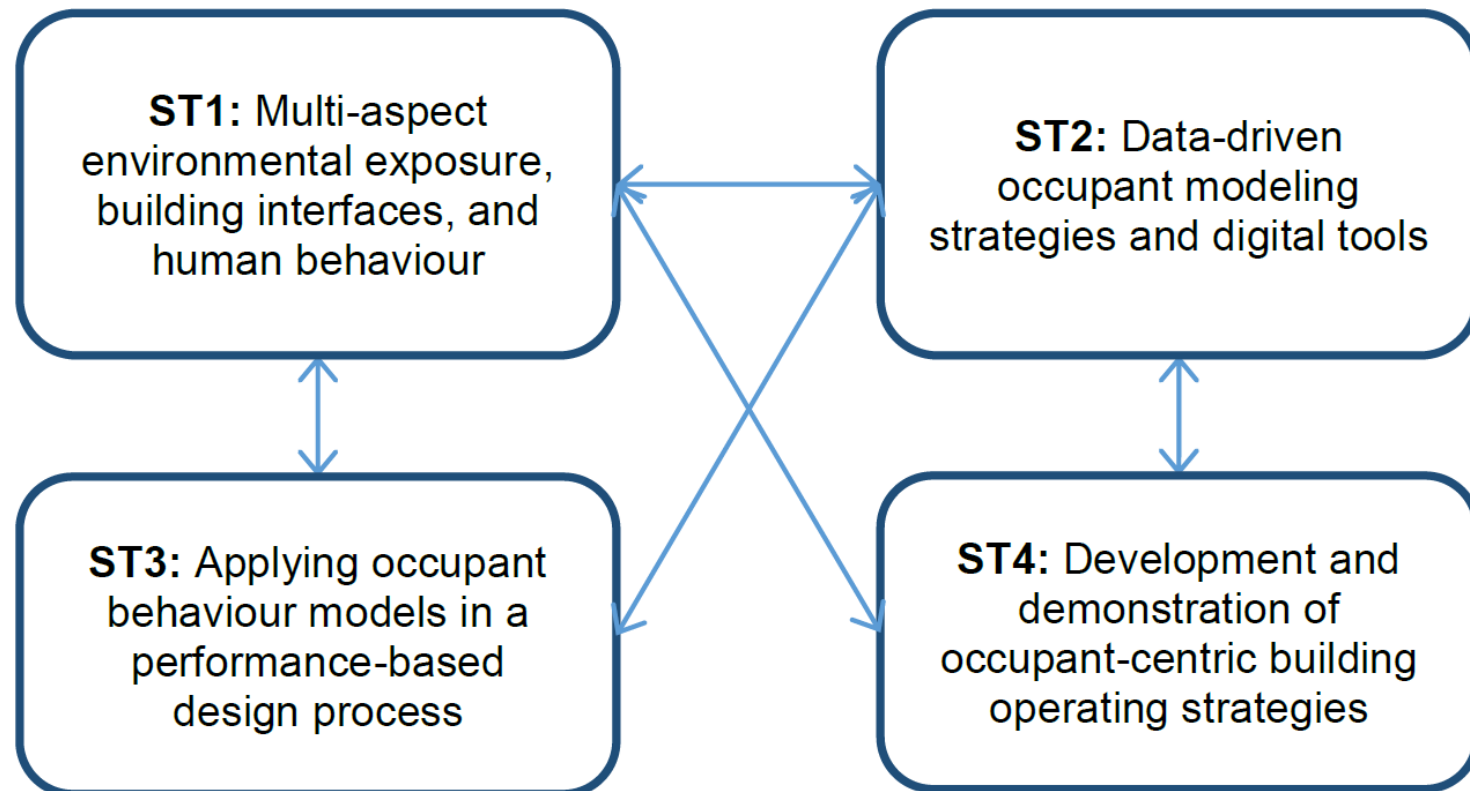 ST1: Multi-aspect
environmental exposure,
building interfaces, and
human behaviour
ST2: Data-driven
occupant modeling
strategies and digital tools
ST3: Applying occupant
behaviour models in a
performance-based
design process
ST4: Development and
demonstration of
occupant-centric building
operating strategies